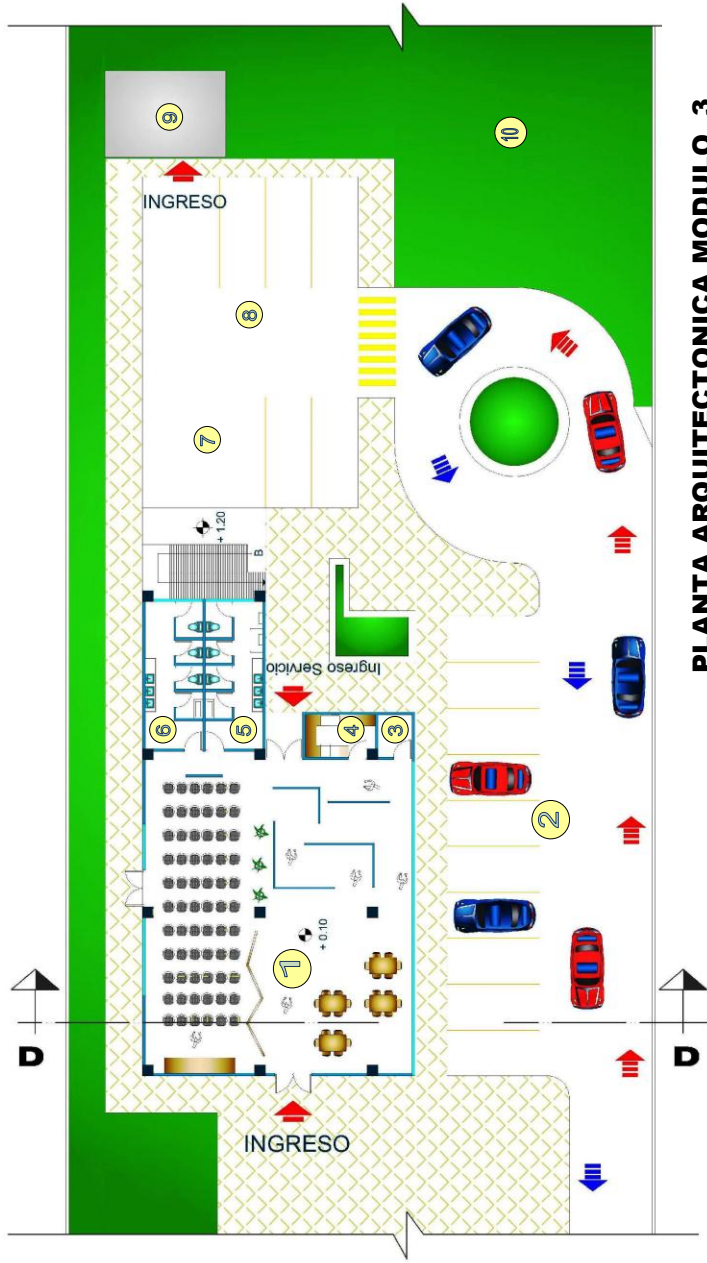 9
INGRESO
10
8
7
+ 1.20
B
Ingreso Servicio
6
5
4
3
2
1
+ 0.10
D
D
INGRESO
PLANTA ARQUITECTONICA MODULO 3